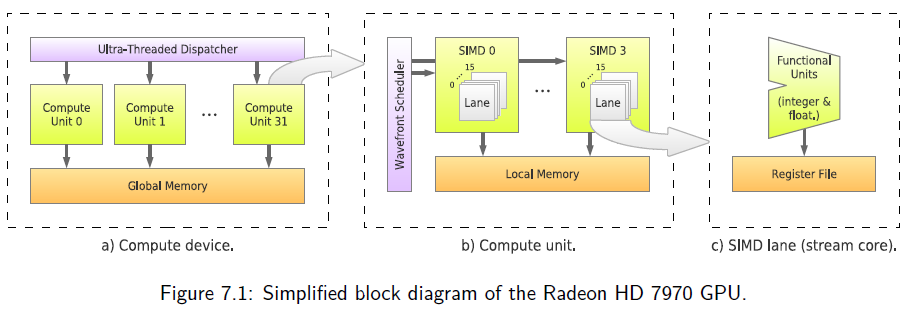 Ultra-Threaded Dispatcher
Compute
Unit 0
Compute
Unit 1
...
Compute
Unit 31
Global Memory
a) Compute device.
Wavefront Scheduler
SIMD 0
15
0
Lane
...
SIMD 3
15
0
Lane
Local Memory
b) Compute unit.
Functional
Units
(integer &
float.)
Register File
c) SIMD lane (stream core).
Figure 7.1: Simplified block diagram of the Radeon HD 7970 GPU.